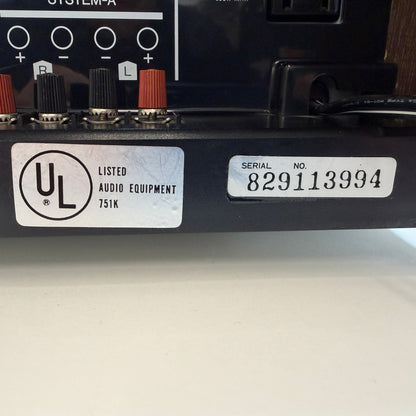 SYSTEM-A
+ − − +
R L
UL
®
LISTED
AUDIO EQUIPMENT
751K
SERIAL NO.
829113994